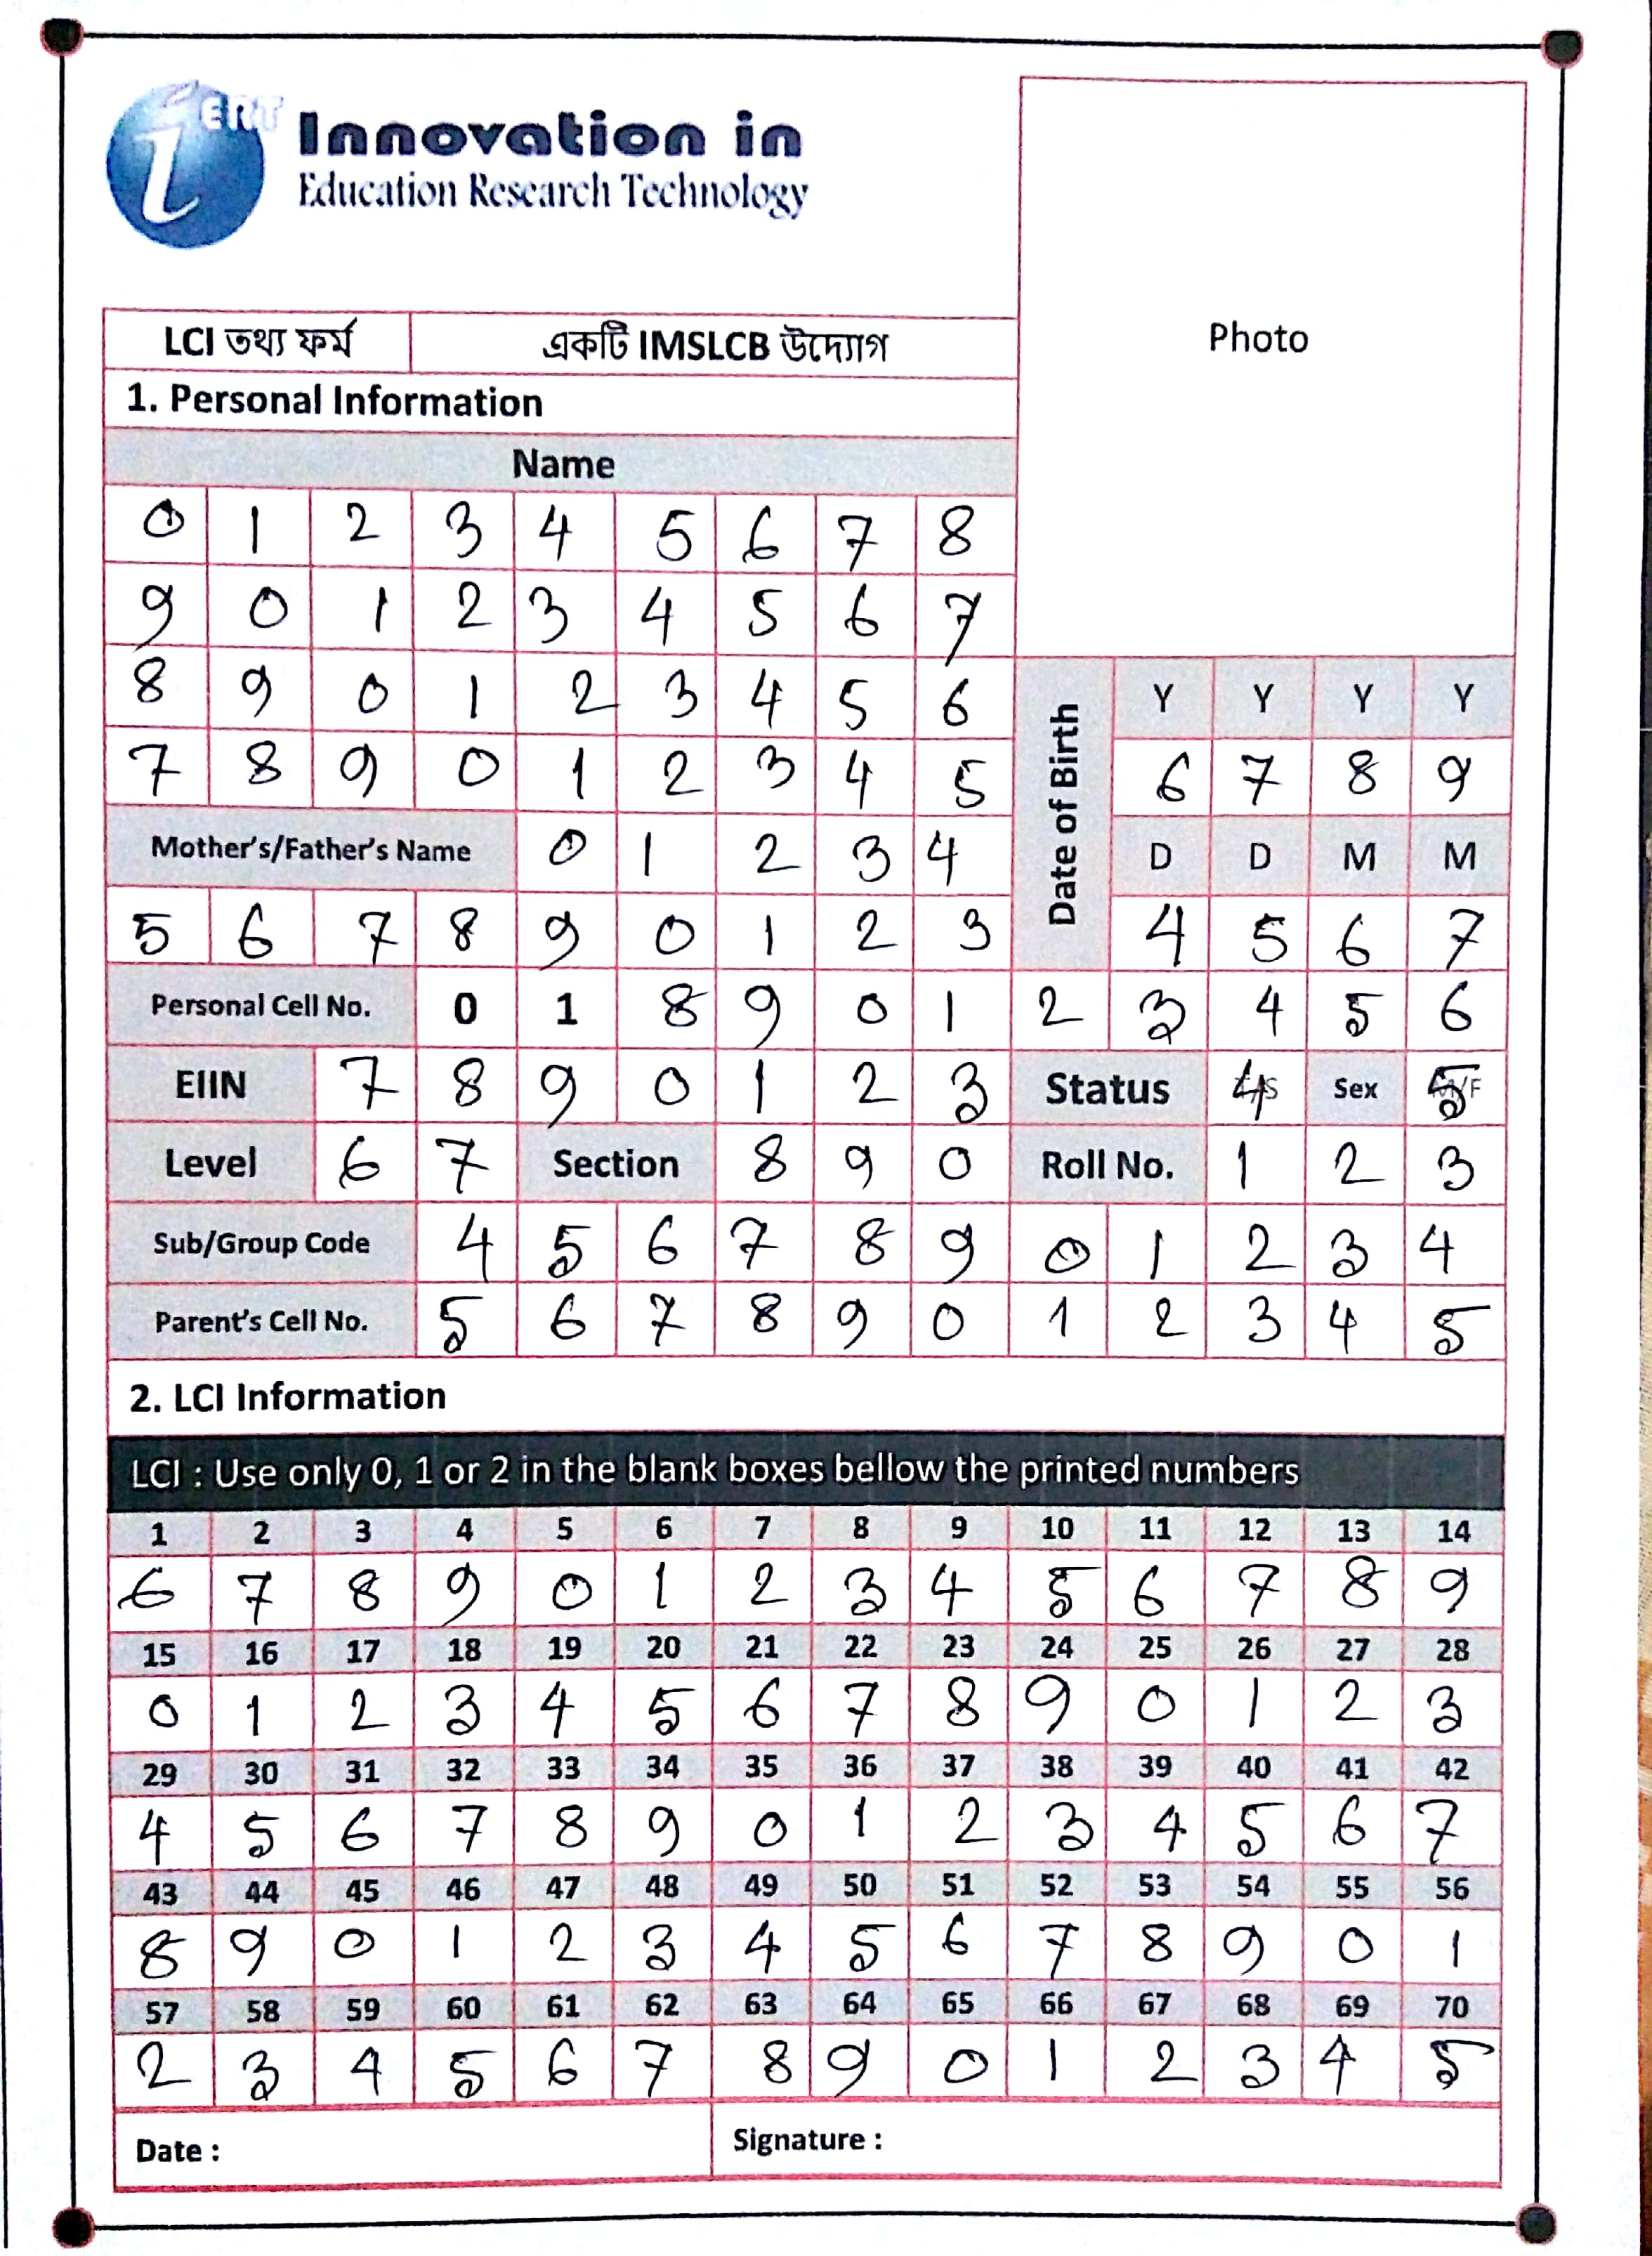 iERT Innovation in
Education Research Technology
Photo
LCI তথ্য ফর্ম একটি IMSLCB উদ্যোগ
1. Personal Information
Name
0 1 2 3 4 5 6 7 8
9 0 1 2 3 4 5 6 7
8 9 0 1 2 3 4 5 6
7 8 9 0 1 2 3 4 5
Date of Birth
Y Y Y Y
6 7 8 9
Mother's/Father's Name 0 1 2 3 4
D D M M
5 6 7 8 9 0 1 2 3
4 5 6 7
Personal Cell No. 0 1 8 9 0 1 2 3 4 5 6
EIIN 7 8 9 0 1 2 3 Status 4 Sex 5
Level 6 7 Section 8 9 0 Roll No. 1 2 3
Sub/Group Code 4 5 6 7 8 9 0 1 2 3 4
Parent's Cell No. 5 6 7 8 9 0 1 2 3 4 5
2. LCI Information
LCI : Use only 0, 1 or 2 in the blank boxes bellow the printed numbers
1 2 3 4 5 6 7 8 9 10 11 12 13 14
6 7 8 9 0 1 2 3 4 5 6 7 8 9
15 16 17 18 19 20 21 22 23 24 25 26 27 28
0 1 2 3 4 5 6 7 8 9 0 1 2 3
29 30 31 32 33 34 35 36 37 38 39 40 41 42
4 5 6 7 8 9 0 1 2 3 4 5 6 7
43 44 45 46 47 48 49 50 51 52 53 54 55 56
8 9 0 1 2 3 4 5 6 7 8 9 0 1
57 58 59 60 61 62 63 64 65 66 67 68 69 70
2 3 4 5 6 7 8 9 0 1 2 3 4 5
Date : Signature :